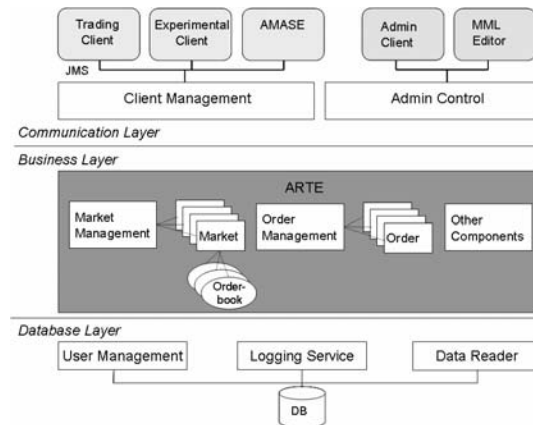 Trading
Client
Experimental
Client
AMASE
Admin
Client
MML
Editor
JMS
Client Management
Admin Control
Communication Layer
Business Layer
ARTE
Market
Management
Market
Order-
book
Order
Management
Order
Other
Components
Database Layer
User Management
Logging Service
Data Reader
DB